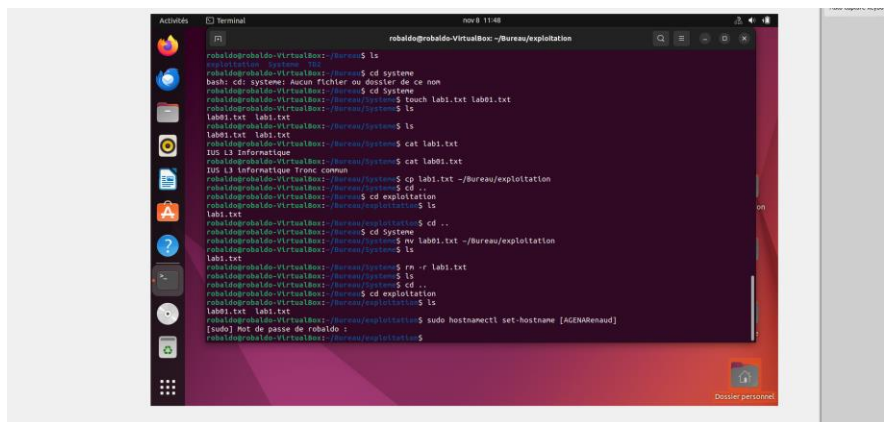 Activités
Terminal
nov 8 11:48
robaldo@robaldo-VirtualBox: ~/Bureau/exploitation
robaldo@robaldo-VirtualBox:~/Bureau$ ls
exploitation Systeme TD2
robaldo@robaldo-VirtualBox:~/Bureau$ cd systeme
bash: cd: systeme: Aucun fichier ou dossier de ce nom
robaldo@robaldo-VirtualBox:~/Bureau$ cd Systeme
robaldo@robaldo-VirtualBox:~/Bureau/Systeme$ touch lab1.txt lab01.txt
robaldo@robaldo-VirtualBox:~/Bureau/Systeme$ ls
lab01.txt lab1.txt
robaldo@robaldo-VirtualBox:~/Bureau/Systeme$ ls
lab01.txt lab1.txt
robaldo@robaldo-VirtualBox:~/Bureau/Systeme$ cat lab1.txt
IUS L3 Informatique
robaldo@robaldo-VirtualBox:~/Bureau/Systeme$ cat lab01.txt
IUS L3 informatique Tronc commun
robaldo@robaldo-VirtualBox:~/Bureau/Systeme$ cp lab1.txt ~/Bureau/exploitation
robaldo@robaldo-VirtualBox:~/Bureau/Systeme$ cd ..
robaldo@robaldo-VirtualBox:~/Bureau$ cd exploitation
robaldo@robaldo-VirtualBox:~/Bureau/exploitation$ ls
lab1.txt
robaldo@robaldo-VirtualBox:~/Bureau/exploitation$ cd ..
robaldo@robaldo-VirtualBox:~/Bureau$ cd Systeme
robaldo@robaldo-VirtualBox:~/Bureau/Systeme$ mv lab01.txt ~/Bureau/exploitation
robaldo@robaldo-VirtualBox:~/Bureau/Systeme$ ls
lab1.txt
robaldo@robaldo-VirtualBox:~/Bureau/Systeme$ rm -r lab1.txt
robaldo@robaldo-VirtualBox:~/Bureau/Systeme$ ls
robaldo@robaldo-VirtualBox:~/Bureau/Systeme$ cd ..
robaldo@robaldo-VirtualBox:~/Bureau$ cd exploitation
robaldo@robaldo-VirtualBox:~/Bureau/exploitation$ ls
lab01.txt lab1.txt
robaldo@robaldo-VirtualBox:~/Bureau/exploitation$ sudo hostnamectl set-hostname [AGENARenaud]
[sudo] Mot de passe de robaldo :
robaldo@robaldo-VirtualBox:~/Bureau/exploitation$
on
Dossier personnel